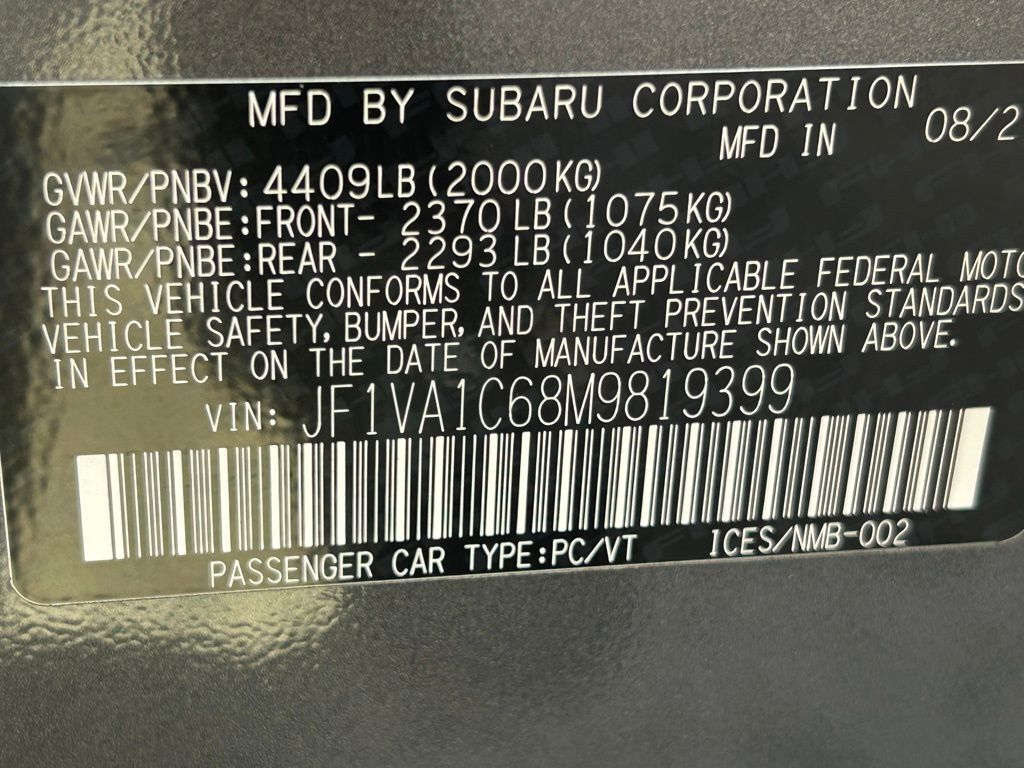 MFD BY SUBARU CORPORATION
MFD IN 08/2
GVWR/PNBV: 4409LB(2000KG)
GAWR/PNBE:FRONT- 2370 LB(1075KG)
GAWR/PNBE:REAR - 2293 LB(1040KG)
THIS VEHICLE CONFORMS TO ALL APPLICABLE FEDERAL MOTO
VEHICLE SAFETY, BUMPER, AND THEFT PREVENTION STANDARDS
IN EFFECT ON THE DATE OF MANUFACTURE SHOWN ABOVE.
VIN: JF1VA1C68M9819399
PASSENGER CAR TYPE:PC/VT ICES/NMB-002